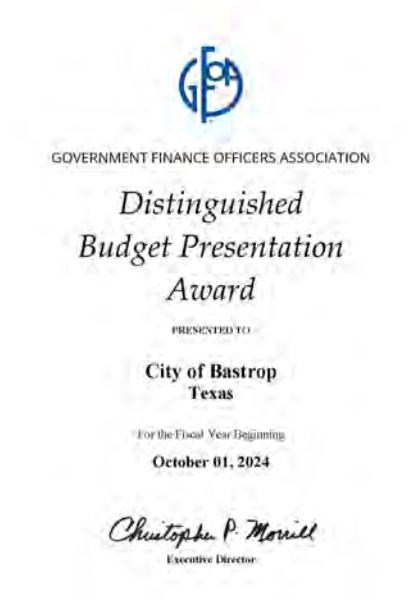 GFOA
GOVERNMENT FINANCE OFFICERS ASSOCIATION
Distinguished
Budget Presentation
Award
PRESENTED TO
City of Bastrop
Texas
For the Fiscal Year Beginning
October 01, 2024
Christopher P. Morrill
Executive Director